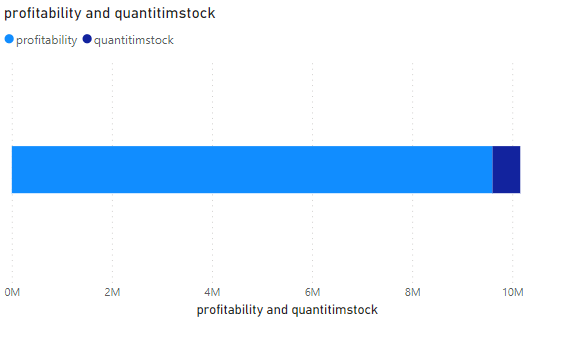 profitability and quantitimstock
profitability quantitimstock
0M 2M 4M 6M 8M 10M
profitability and quantitimstock